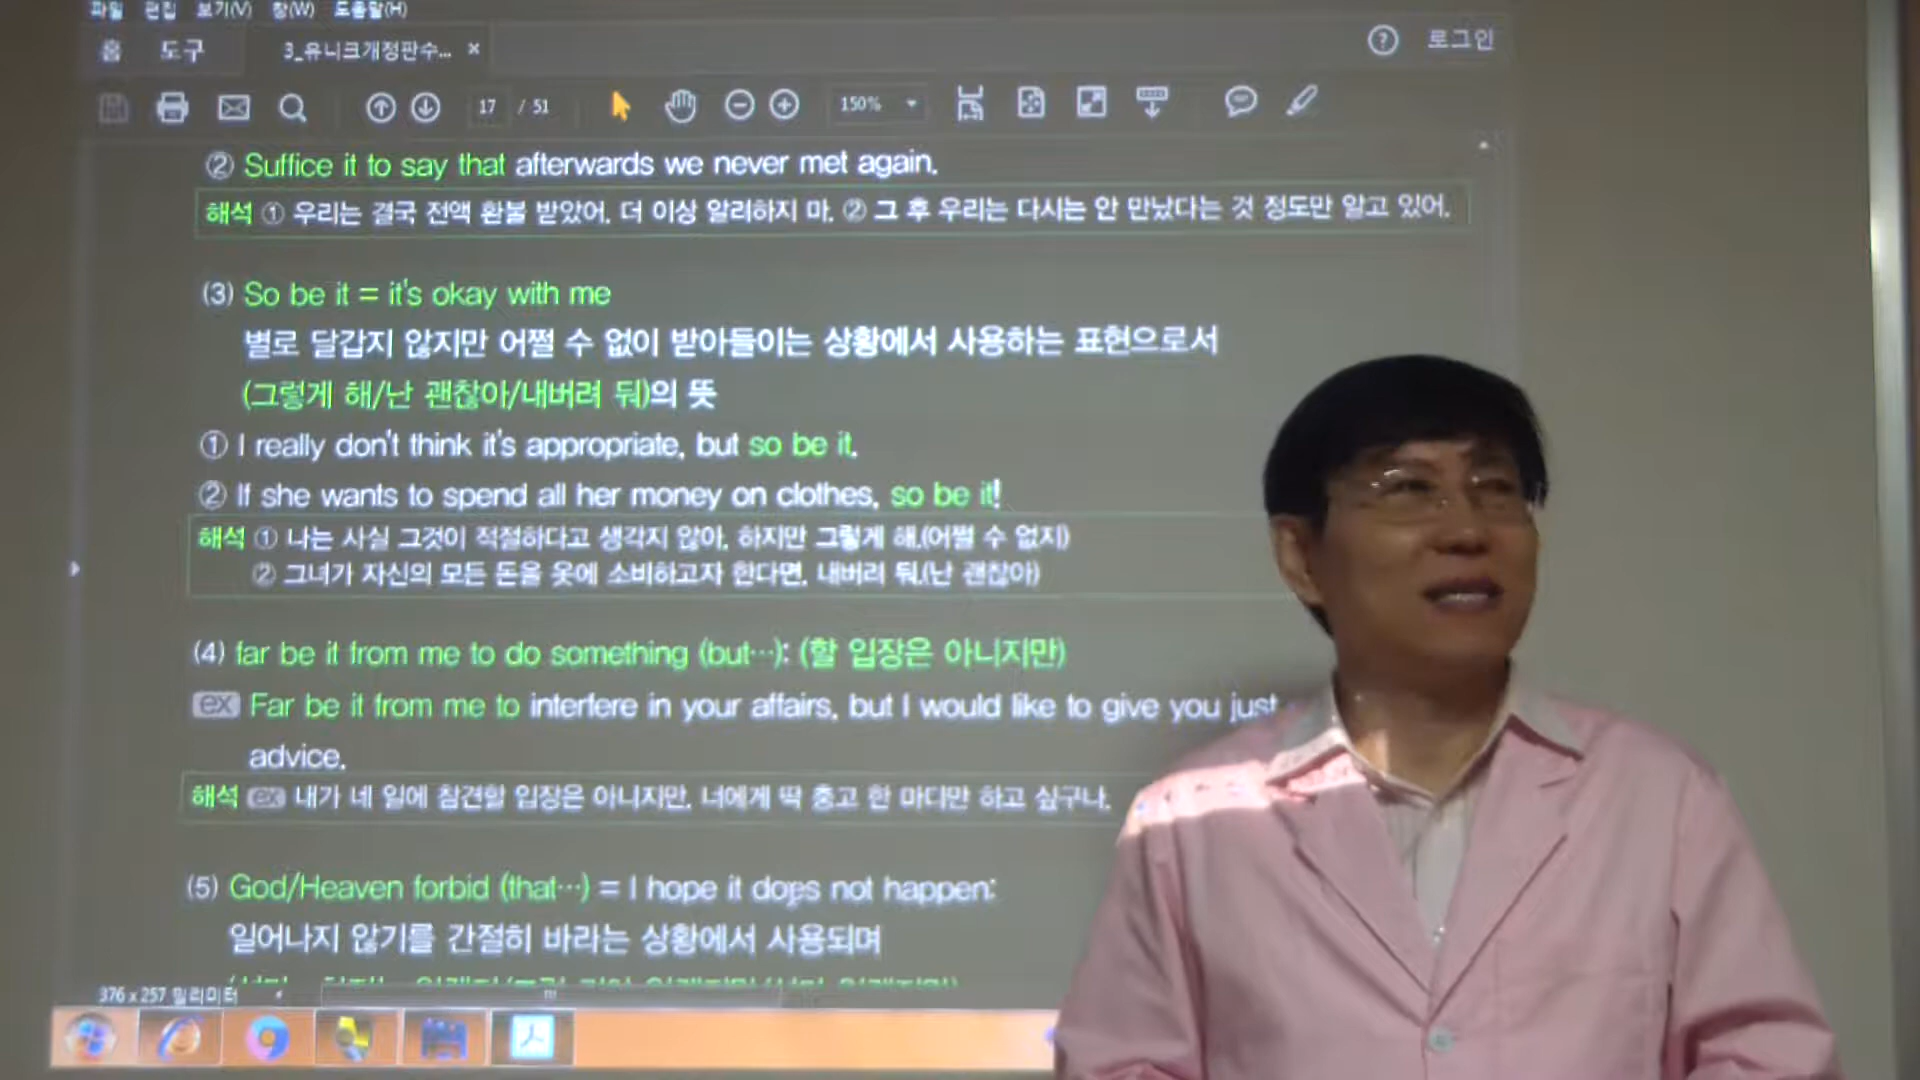 파일 편집 보기(V) 창(W) 도움말(H)
홈 도구 3_유니크개정판수... × ? 로그인
17 / 51 150%
② Suffice it to say that afterwards we never met again.
해석 ① 우리는 결국 전액 환불 받았어. 더 이상 알려하지 마. ② 그 후 우리는 다시는 안 만났다는 것 정도만 알고 있어.
(3) So be it = it's okay with me
별로 달갑지 않지만 어쩔 수 없이 받아들이는 상황에서 사용하는 표현으로서
(그렇게 해/난 괜찮아/내버려 둬)의 뜻
① I really don't think it's appropriate, but so be it.
② If she wants to spend all her money on clothes, so be it!
해석 ① 나는 사실 그것이 적절하다고 생각지 않아. 하지만 그렇게 해.(어쩔 수 없지)
② 그녀가 자신의 모든 돈을 옷에 소비하고자 한다면, 내버려 둬.(난 괜찮아)
(4) far be it from me to do something (but…): (할 입장은 아니지만)
ex Far be it from me to interfere in your affairs, but I would like to give you just
advice.
해석 ex 내가 네 일에 참견할 입장은 아니지만, 너에게 딱 충고 한 마디만 하고 싶구나.
(5) God/Heaven forbid (that…) = I hope it does not happen:
일어나지 않기를 간절히 바라는 상황에서 사용되며
376 x 257 밀리미터